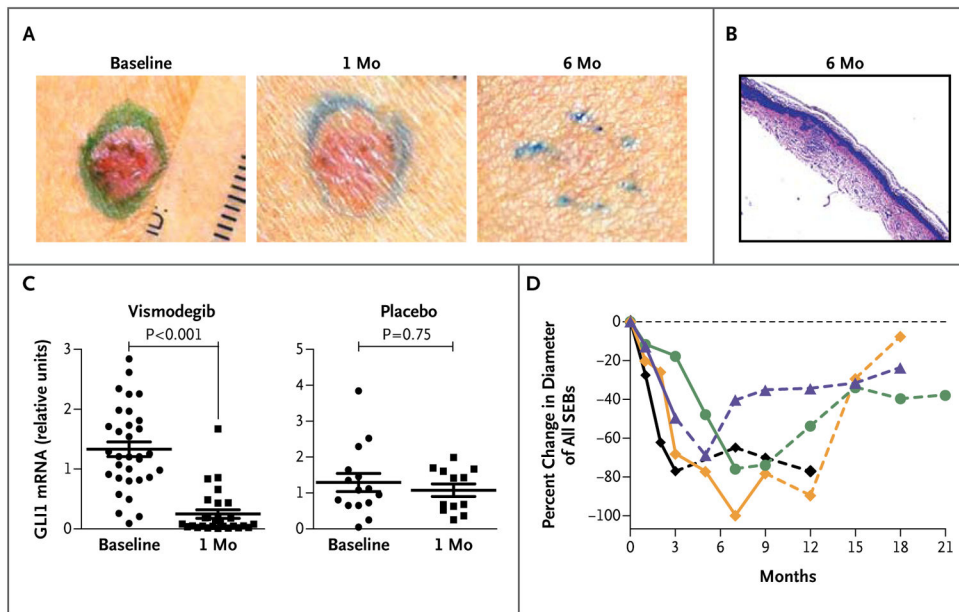 A
Baseline
1 Mo
6 Mo
ID:
B
6 Mo
C
Vismodegib
P<0.001
GLI1 mRNA (relative units)
3
2
1
0
Baseline
1 Mo
Placebo
P=0.75
5
4
3
2
1
0
Baseline
1 Mo
D
Percent Change in Diameter
of All SEBs
0
−20
−40
−60
−80
−100
0
3
6
9
12
15
18
21
Months